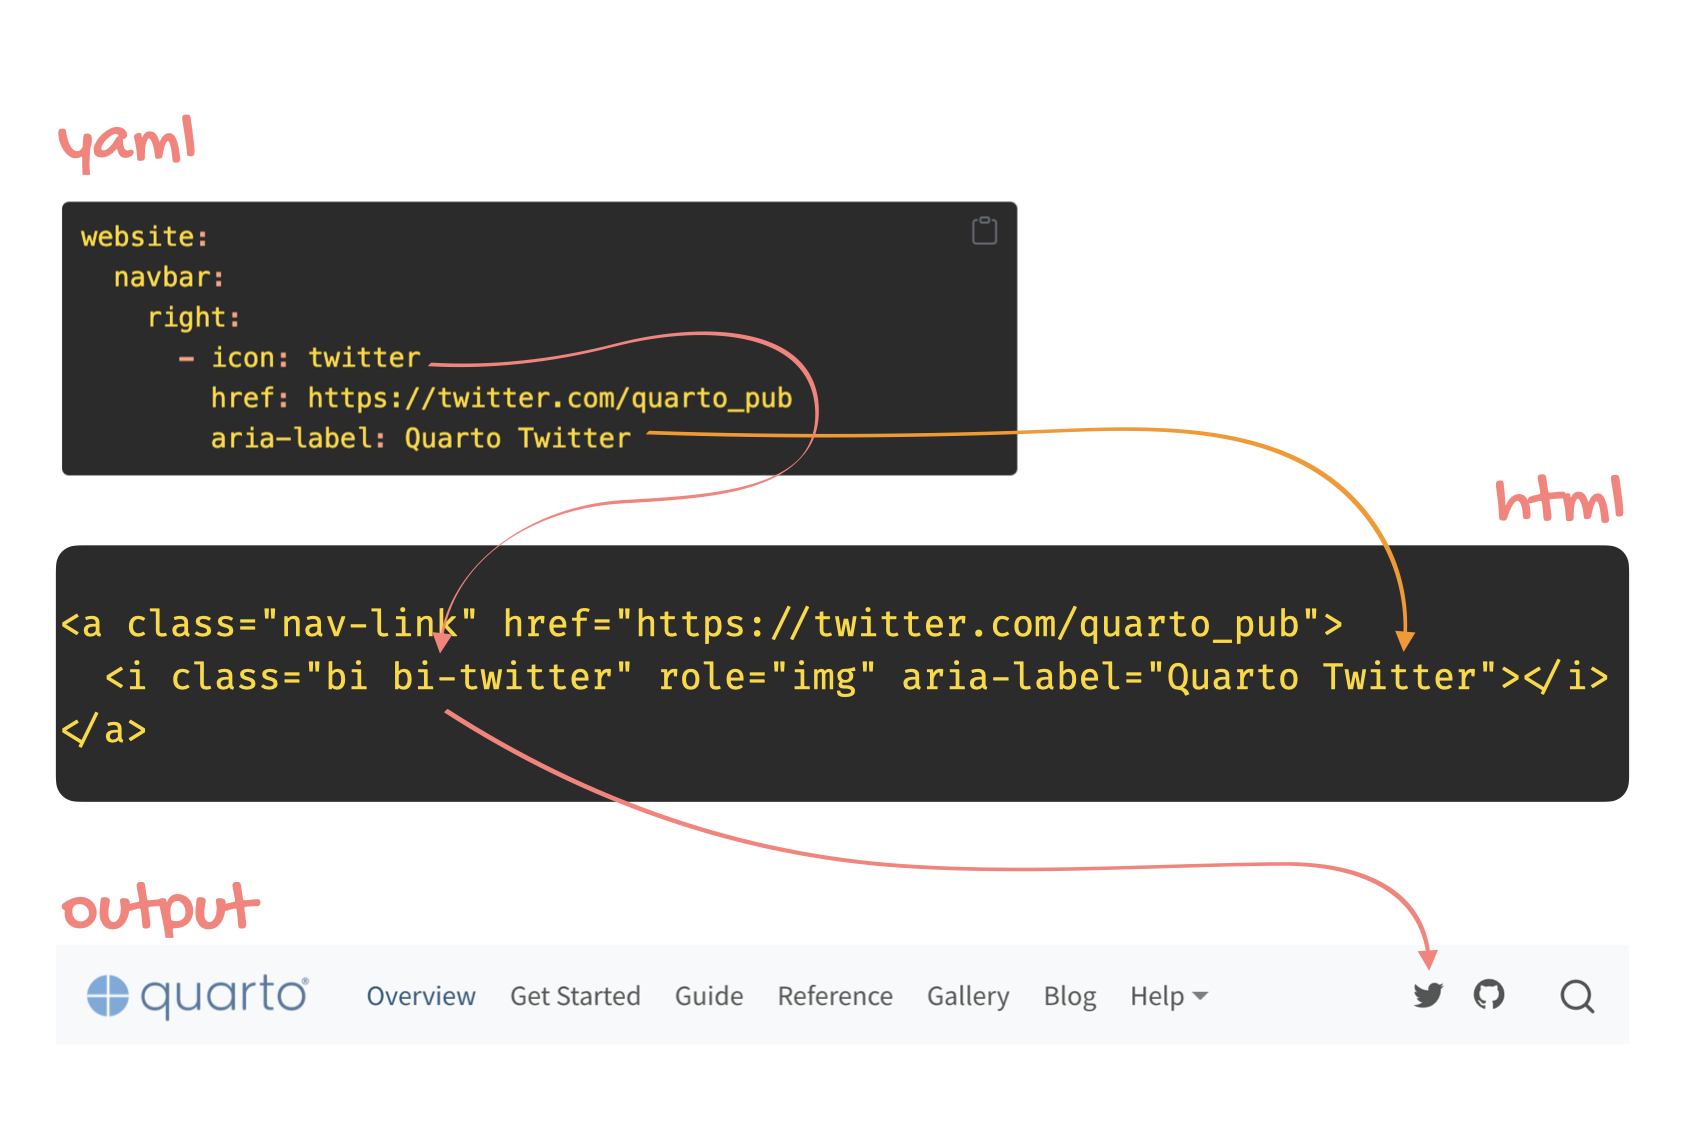 yaml
website:
  navbar:
    right:
      - icon: twitter
        href: https://twitter.com/quarto_pub
        aria-label: Quarto Twitter
html
<a class="nav-link" href="https://twitter.com/quarto_pub">
  <i class="bi bi-twitter" role="img" aria-label="Quarto Twitter"></i>
</a>
output
quarto® Overview Get Started Guide Reference Gallery Blog Help